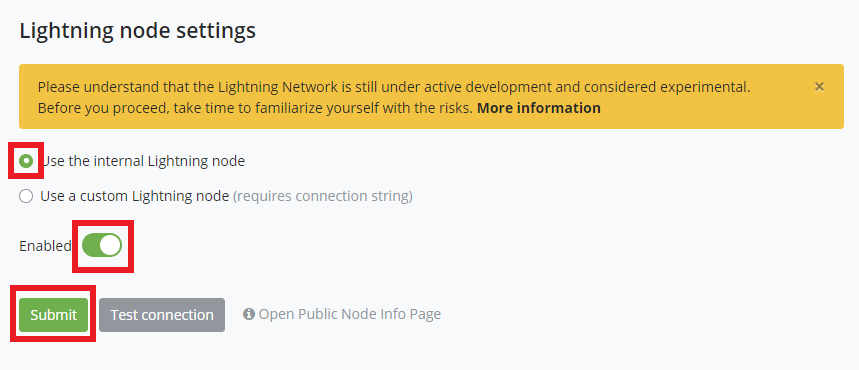 Lightning node settings
Please understand that the Lightning Network is still under active development and considered experimental. ×
Before you proceed, take time to familiarize yourself with the risks. More information
Use the internal Lightning node
Use a custom Lightning node (requires connection string)
Enabled
Submit Test connection Open Public Node Info Page